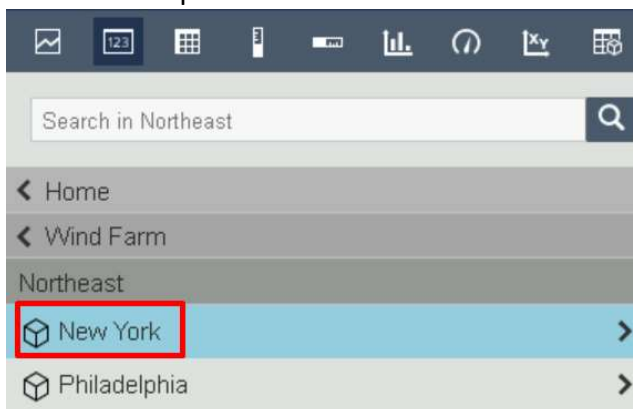 123
Search in Northeast
Home
Wind Farm
Northeast
New York
Philadelphia